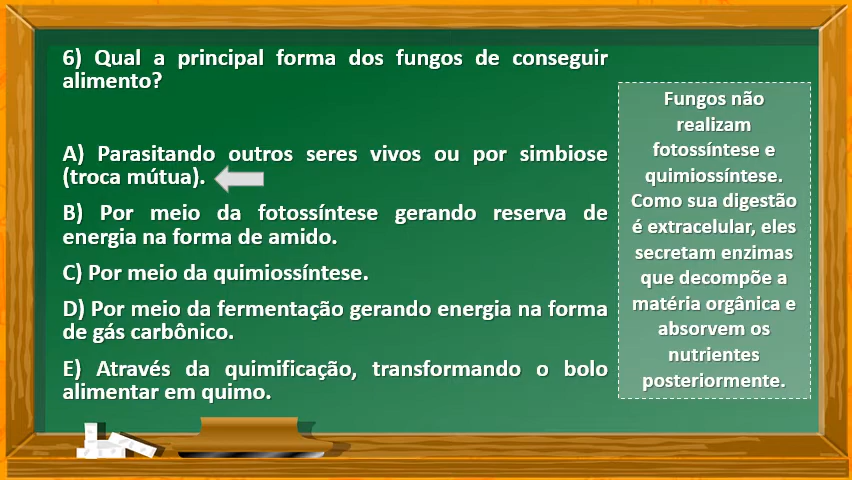 6) Qual a principal forma dos fungos de conseguir
alimento?
A) Parasitando outros seres vivos ou por simbiose
(troca mútua).
B) Por meio da fotossíntese gerando reserva de
energia na forma de amido.
C) Por meio da quimiossíntese.
D) Por meio da fermentação gerando energia na forma
de gás carbônico.
E) Através da quimificação, transformando o bolo
alimentar em quimo.
Fungos não
realizam
fotossíntese e
quimiossíntese.
Como sua digestão
é extracelular, eles
secretam enzimas
que decompõe a
matéria orgânica e
absorvem os
nutrientes
posteriormente.